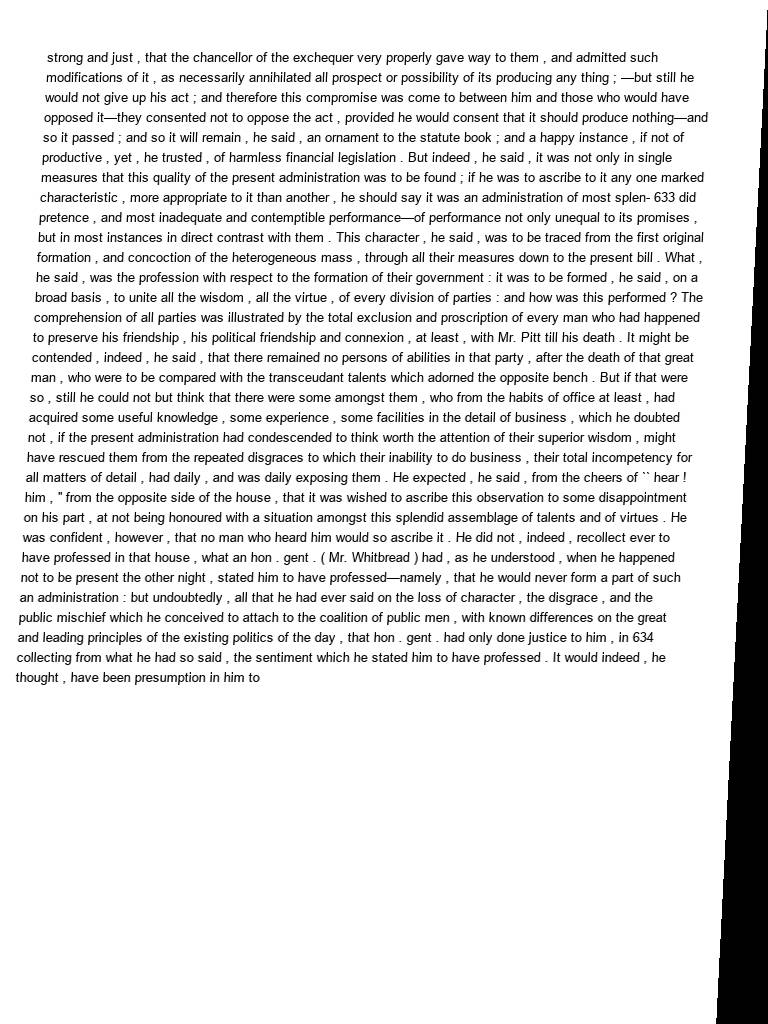 strong and just , that the chancellor of the exchequer very properly gave way to them , and admitted such
modifications of it , as necessarily annihilated all prospect or possibility of its producing any thing ; —but still he
would not give up his act ; and therefore this compromise was come to between him and those who would have
opposed it—they consented not to oppose the act , provided he would consent that it should produce nothing—and
so it passed ; and so it will remain , he said , an ornament to the statute book ; and a happy instance , if not of
productive , yet , he trusted , of harmless financial legislation . But indeed , he said , it was not only in single
measures that this quality of the present administration was to be found ; if he was to ascribe to it any one marked
characteristic , more appropriate to it than another , he should say it was an administration of most splen- 633 did
pretence , and most inadequate and contemptible performance—of performance not only unequal to its promises ,
but in most instances in direct contrast with them . This character , he said , was to be traced from the first original
formation , and concoction of the heterogeneous mass , through all their measures down to the present bill . What ,
he said , was the profession with respect to the formation of their government : it was to be formed , he said , on a
broad basis , to unite all the wisdom , all the virtue , of every division of parties : and how was this performed ? The
comprehension of all parties was illustrated by the total exclusion and proscription of every man who had happened
to preserve his friendship , his political friendship and connexion , at least , with Mr. Pitt till his death . It might be
contended , indeed , he said , that there remained no persons of abilities in that party , after the death of that great
man , who were to be compared with the transceudant talents which adorned the opposite bench . But if that were
so , still he could not but think that there were some amongst them , who from the habits of office at least , had
acquired some useful knowledge , some experience , some facilities in the detail of business , which he doubted
not , if the present administration had condescended to think worth the attention of their superior wisdom , might
have rescued them from the repeated disgraces to which their inability to do business , their total incompetency for
all matters of detail , had daily , and was daily exposing them . He expected , he said , from the cheers of `` hear !
him , " from the opposite side of the house , that it was wished to ascribe this observation to some disappointment
on his part , at not being honoured with a situation amongst this splendid assemblage of talents and of virtues . He
was confident , however , that no man who heard him would so ascribe it . He did not , indeed , recollect ever to
have professed in that house , what an hon . gent . ( Mr. Whitbread ) had , as he understood , when he happened
not to be present the other night , stated him to have professed—namely , that he would never form a part of such
an administration : but undoubtedly , all that he had ever said on the loss of character , the disgrace , and the
public mischief which he conceived to attach to the coalition of public men , with known differences on the great
and leading principles of the existing politics of the day , that hon . gent . had only done justice to him , in 634
collecting from what he had so said , the sentiment which he stated him to have professed . It would indeed , he
thought , have been presumption in him to